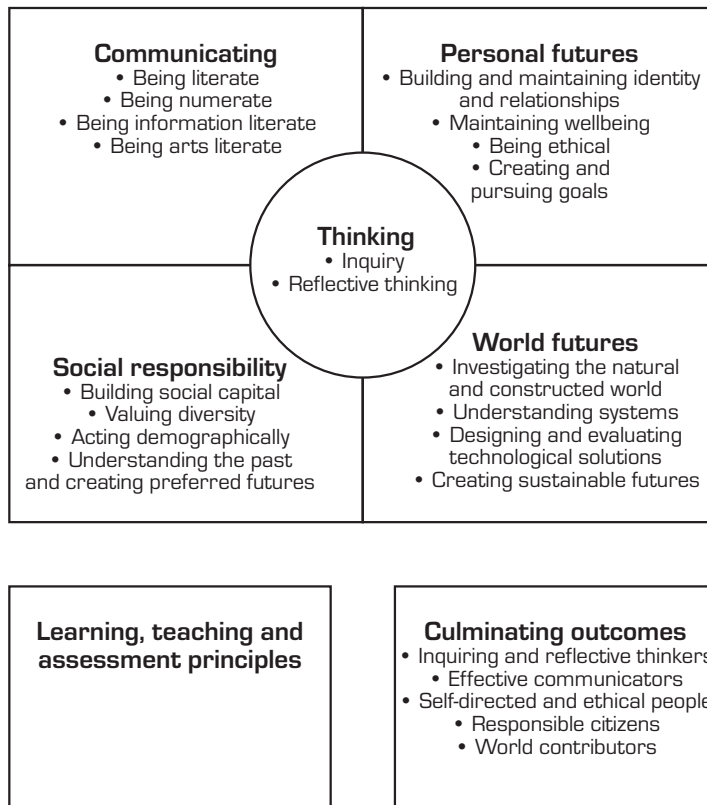 Communicating
• Being literate
• Being numerate
• Being information literate
• Being arts literate
Personal futures
• Building and maintaining identity
and relationships
• Maintaining wellbeing
• Being ethical
• Creating and
pursuing goals
Thinking
• Inquiry
• Reflective thinking
Social responsibility
• Building social capital
• Valuing diversity
• Acting demographically
• Understanding the past
and creating preferred futures
World futures
• Investigating the natural
and constructed world
• Understanding systems
• Designing and evaluating
technological solutions
• Creating sustainable futures
Learning, teaching and
assessment principles
Culminating outcomes
• Inquiring and reflective thinkers
• Effective communicators
• Self-directed and ethical people
• Responsible citizens
• World contributors